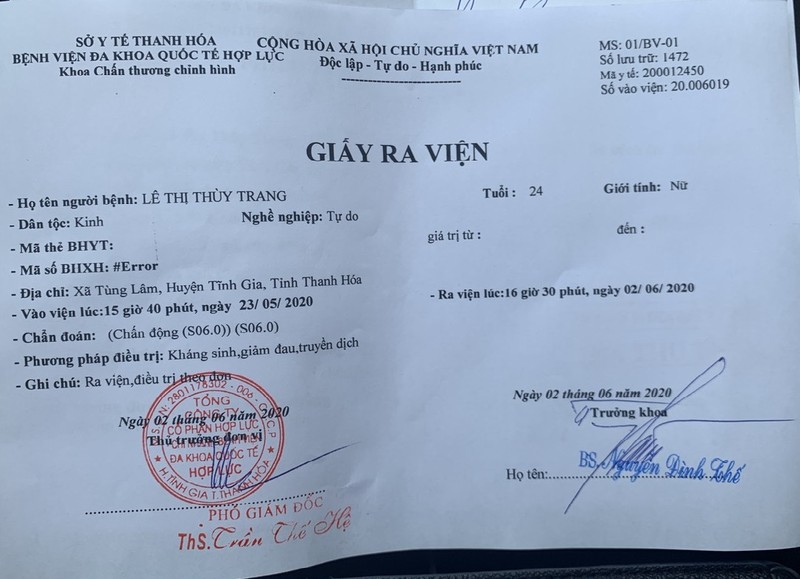 SỞ Y TẾ THANH HÓA
BỆNH VIỆN ĐA KHOA QUỐC TẾ HỢP LỰC
Khoa Chấn thương chỉnh hình
CỘNG HÒA XÃ HỘI CHỦ NGHĨA VIỆT NAM
Độc lập - Tự do - Hạnh phúc
MS: 01/BV-01
Số lưu trữ: 1472
Mã y tế: 200012450
Số vào viện: 20.006019
GIẤY RA VIỆN
- Họ tên người bệnh: LÊ THỊ THÙY TRANG Tuổi : 24 Giới tính: Nữ
- Dân tộc: Kinh Nghề nghiệp: Tự do
- Mã thẻ BHYT: giá trị từ : đến :
- Mã số BHXH: #Error
- Địa chỉ: Xã Tùng Lâm, Huyện Tĩnh Gia, Tỉnh Thanh Hóa
- Vào viện lúc:15 giờ 40 phút, ngày 23/05/2020 - Ra viện lúc:16 giờ 30 phút, ngày 02/06/2020
- Chẩn đoán: (Chấn động (S06.0)) (S06.0)
- Phương pháp điều trị: Kháng sinh,giảm đau,truyền dịch
- Ghi chú: Ra viện,điều trị theo đơn
Ngày 02 tháng 06 năm 2020
Thủ trưởng đơn vị
TỔNG
CÔNG TY
CỔ PHẦN HỢP LỰC
ĐA KHOA QUỐC TẾ
HỢP LỰC
H.TĨNH GIA T.THANH HÓA
PHÓ GIÁM ĐỐC
ThS. Trần Thế Hệ
Ngày 02 tháng 06 năm 2020
Trưởng khoa
Họ tên: BS. Nguyễn Đình Thế